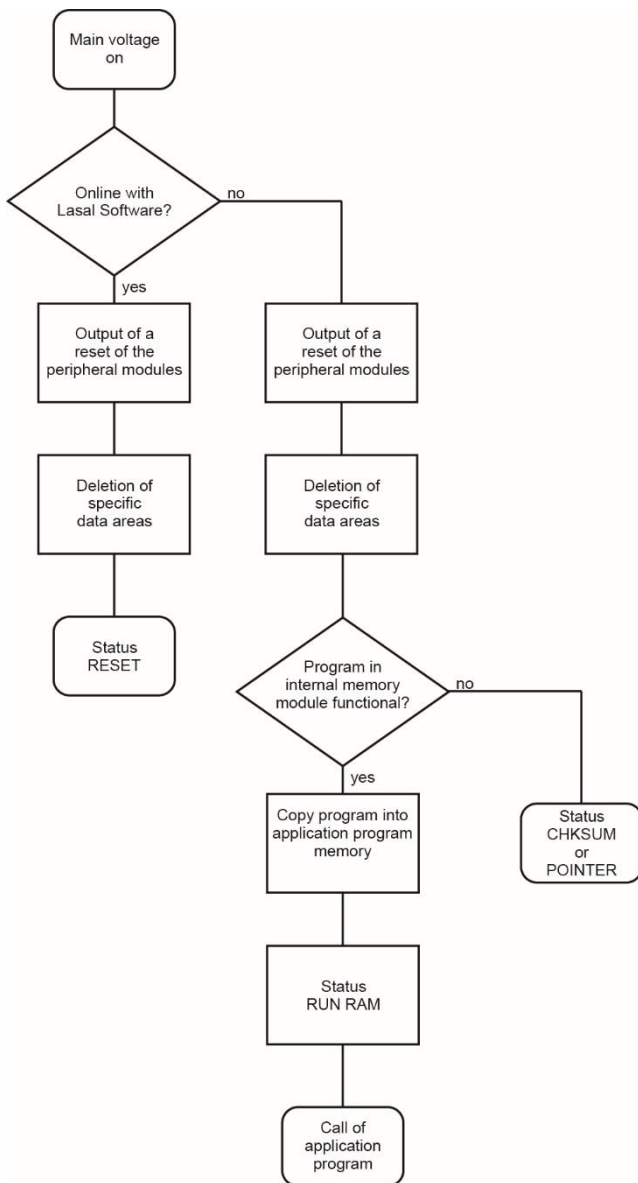 Main voltage
on
Online with
Lasal Software?
no
yes
Output of a
reset of the
peripheral modules
Output of a
reset of the
peripheral modules
Deletion of
specific
data areas
Deletion of
specific
data areas
Status
RESET
Program in
internal memory
module functional?
no
yes
Copy program into
application program
memory
Status
CHKSUM
or
POINTER
Status
RUN RAM
Call of
application
program